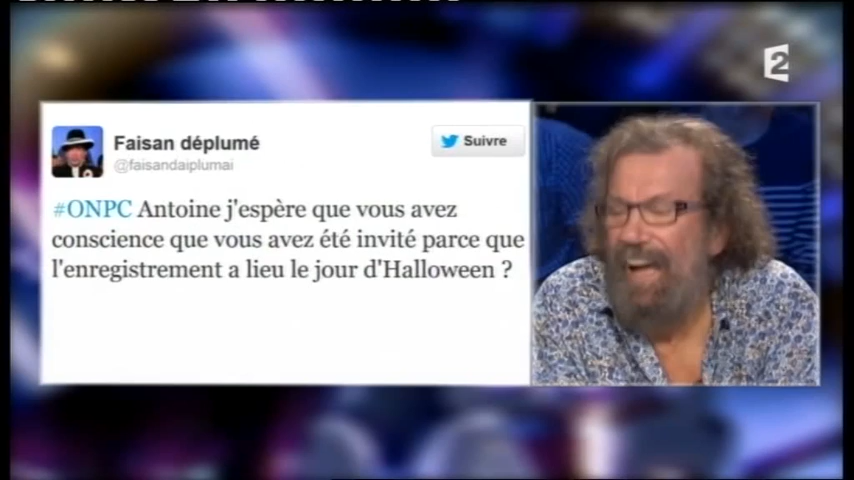 2
Faisan déplumé
@faisandaiplumai
Suivre
#ONPC Antoine j'espère que vous avez
conscience que vous avez été invité parce que
l'enregistrement a lieu le jour d'Halloween ?